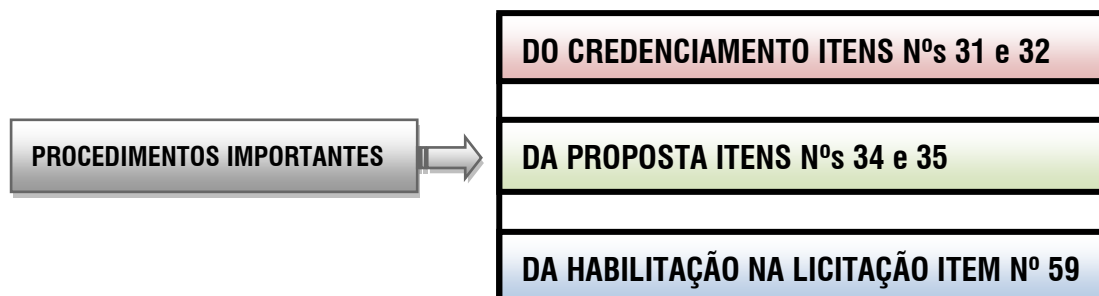 PROCEDIMENTOS IMPORTANTES
DO CREDENCIAMENTO ITENS Nºs 31 e 32
DA PROPOSTA ITENS Nºs 34 e 35
DA HABILITAÇÃO NA LICITAÇÃO ITEM Nº 59